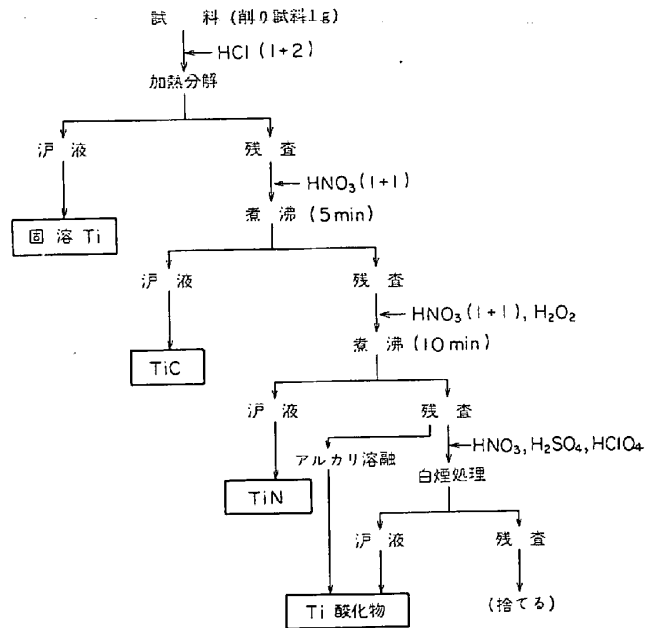 試 料 (削り試料1g)
HCl (1+2)
加熱分解
沪 液
残 査
HNO₃(1+1)
固 溶 Ti
煮 沸 (5min)
沪 液
残 査
HNO₃(1+1), H₂O₂
TiC
煮 沸 (10min)
沪 液
残 査
HNO₃, H₂SO₄, HClO₄
アルカリ溶融
白煙処理
TiN
沪 液
残 査
Ti 酸化物
(捨てる)